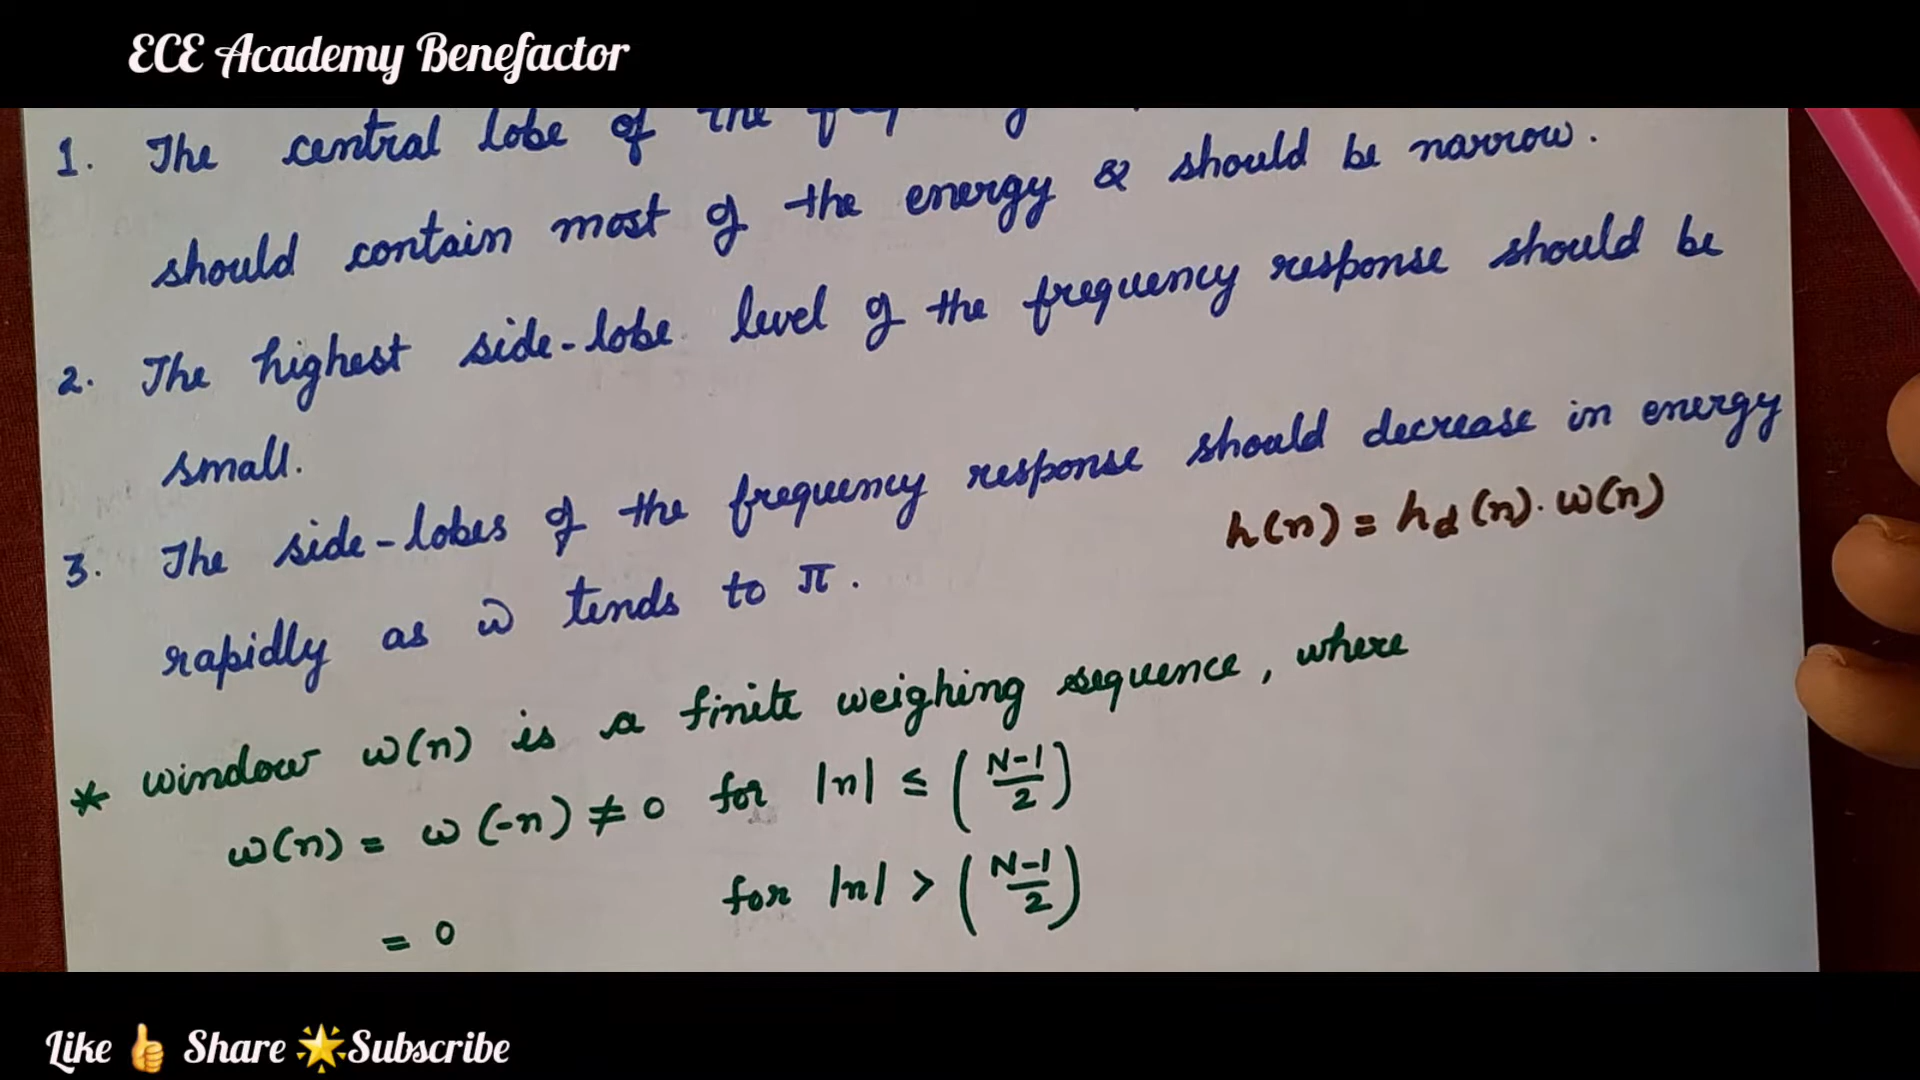 ECE Academy Benefactor
1. The central lobe of the
should contain most of the energy & should be narrow.
2. The highest side-lobe level of the frequency response should be
small.
3. The side-lobes of the frequency response should decrease in energy
rapidly as ω tends to π.
h(n) = h_d(n). ω(n)
* window ω(n) is a finite weighing sequence, where
ω(n) = ω(-n) ≠ 0 for |n| ≤ (N-1/2)
= 0 for |n| > (N-1/2)
Like 👍 Share 🌟Subscribe